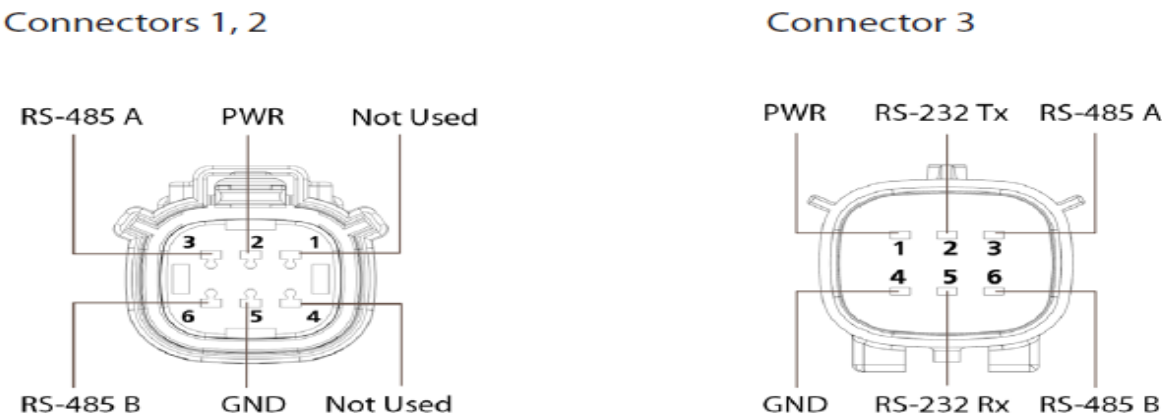 Connectors 1, 2
Connector 3
RS-485 A PWR Not Used
PWR RS-232 Tx RS-485 A
3 2 1
1 2 3
4 5 6
6 5 4
RS-485 B GND Not Used
GND RS-232 Rx RS-485 B